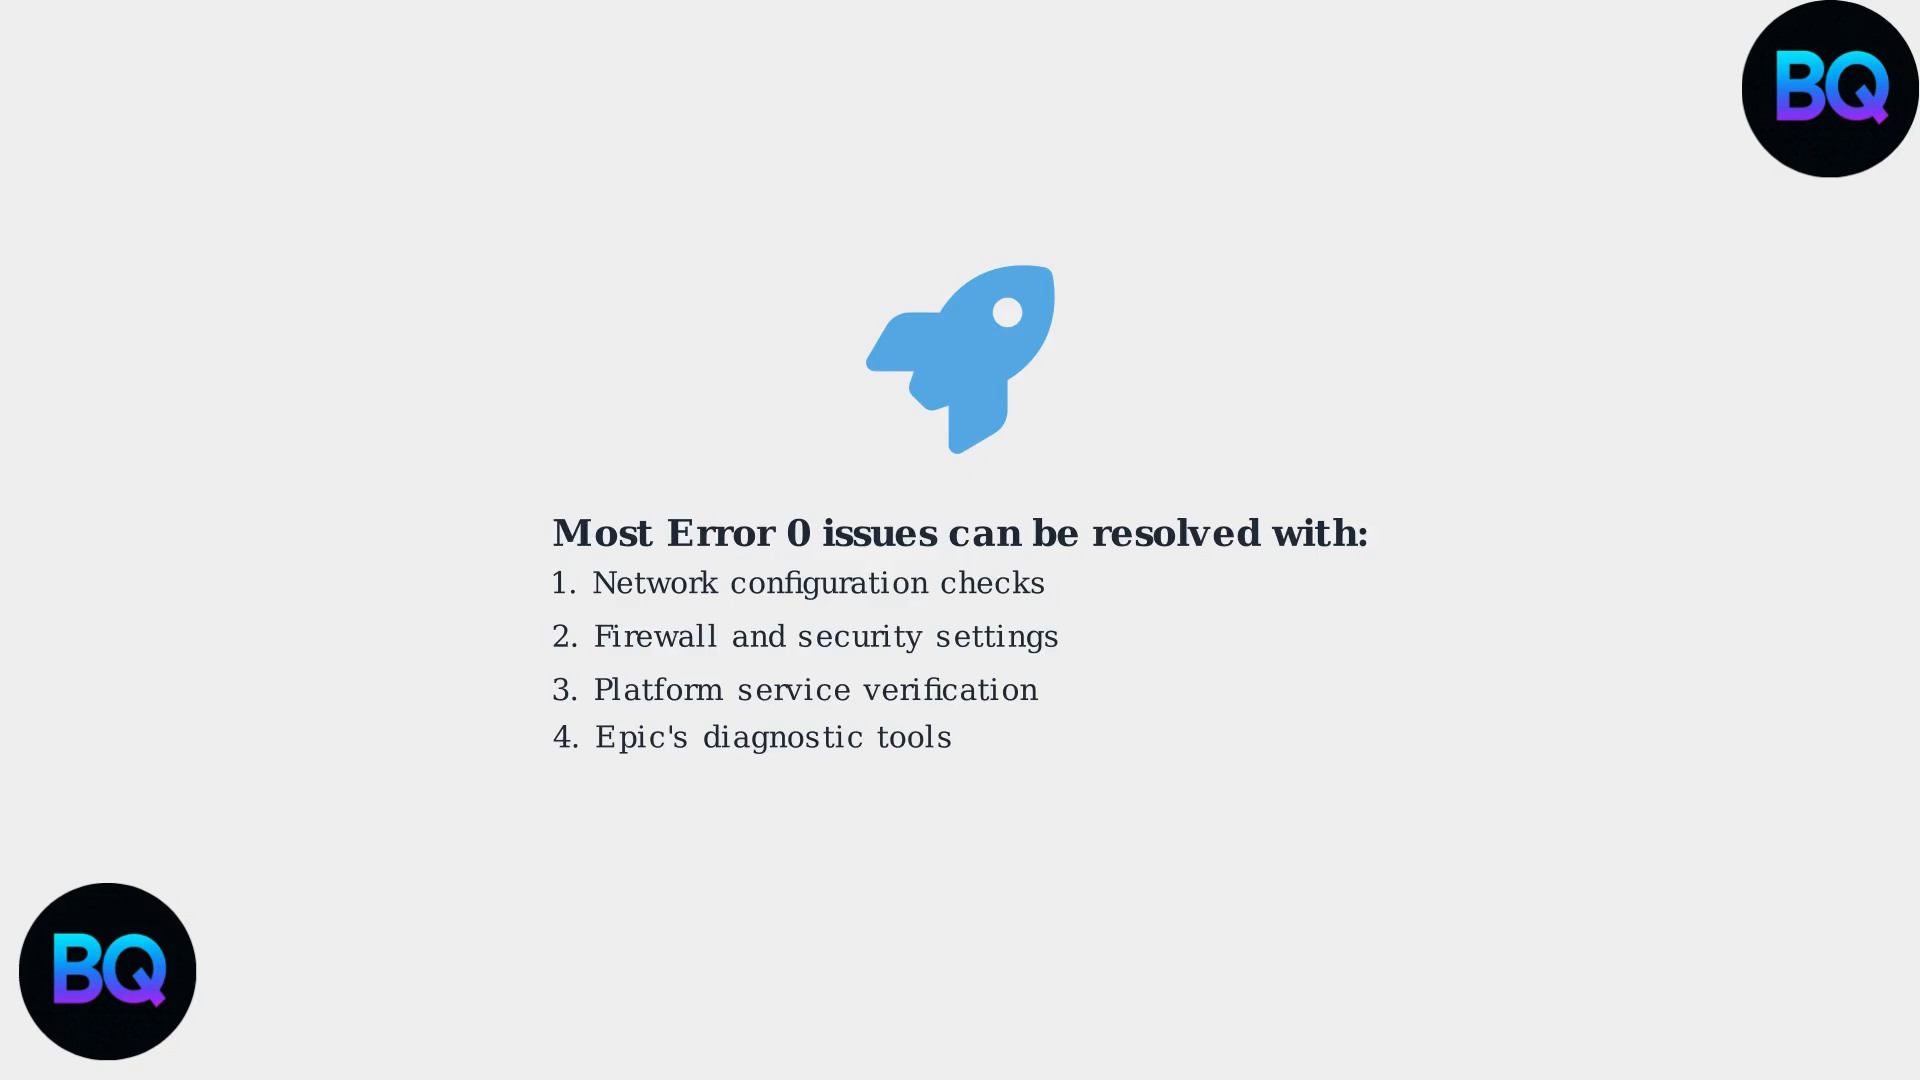 BQ
Most Error 0 issues can be resolved with:
1. Network configuration checks
2. Firewall and security settings
3. Platform service verification
4. Epic's diagnostic tools
BQ